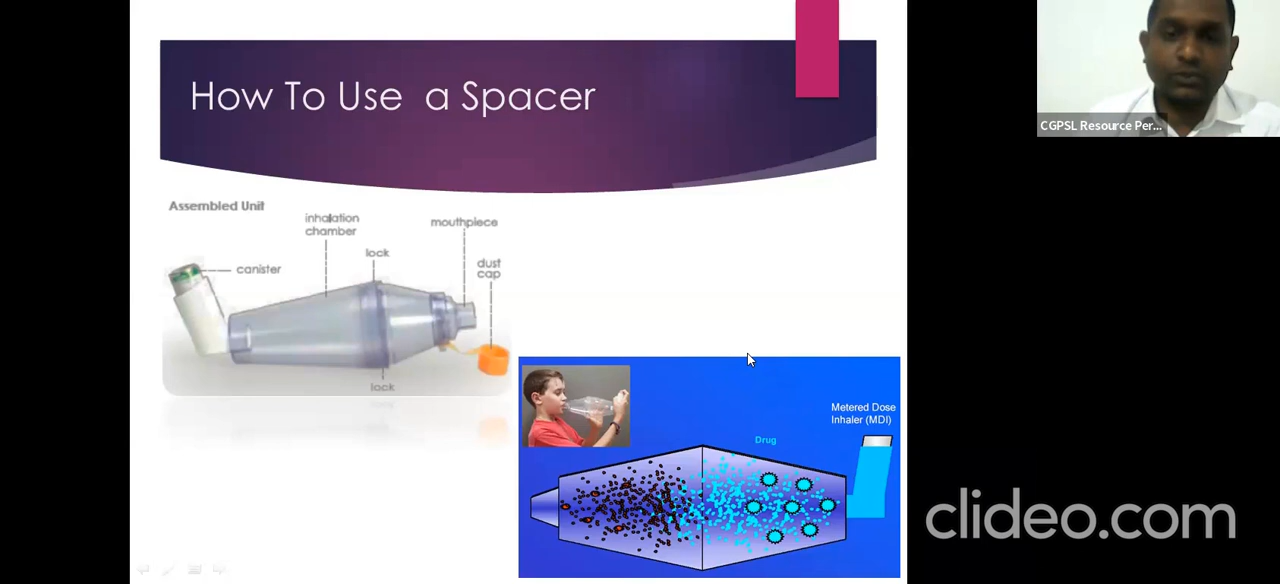 How To Use a Spacer
CGPSL Resource Per...
Assembled Unit
inhalation
chamber
mouthpiece
lock
dust
cap
canister
lock
Metered Dose
Inhaler (MDI)
Drug
clideo.com